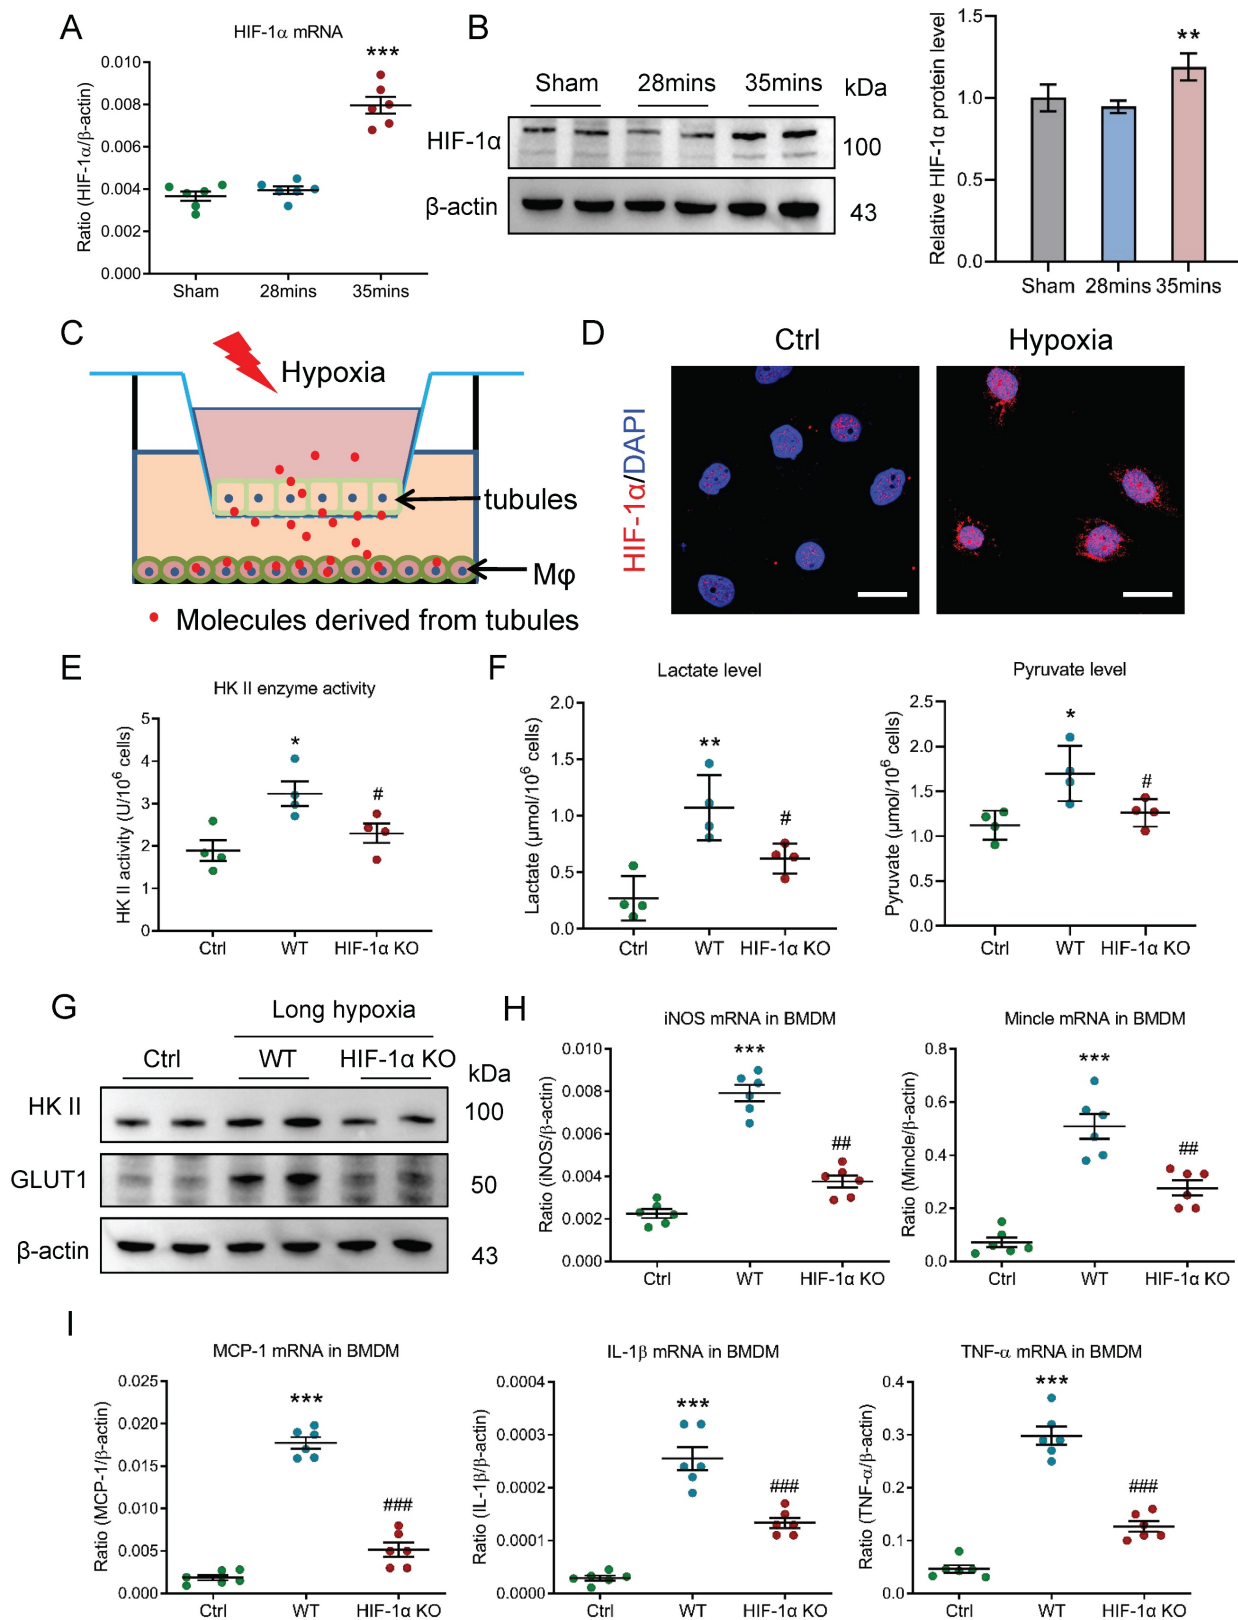 A
HIF-1α mRNA
***
Ratio (HIF-1α/β-actin)
0.010
0.008
0.006
0.004
0.002
0.000
Sham
28mins
35mins
B
Sham
28mins
35mins
kDa
HIF-1α
100
β-actin
43
Relative HIF-1α protein level
1.5
1.0
0.5
0.0
**
Sham 28mins 35mins
C
Hypoxia
tubules
Mφ
Molecules derived from tubules
D
Ctrl
Hypoxia
HIF-1α/DAPI
E
HK II enzyme activity
HK II activity (U/10⁶ cells)
5
4
3
2
1
0
*
#
Ctrl
WT
HIF-1α KO
F
Lactate level
Lactate (μmol/10⁶ cells)
2.0
1.5
1.0
0.5
0.0
**
#
Ctrl
WT
HIF-1α KO
Pyruvate level
Pyruvate (μmol/10⁶ cells)
2.5
2.0
1.5
1.0
0.5
0.0
*
#
Ctrl
WT
HIF-1α KO
G
Long hypoxia
Ctrl
WT
HIF-1α KO
kDa
HK II
100
GLUT1
50
β-actin
43
H
iNOS mRNA in BMDM
Ratio (iNOS/β-actin)
0.010
0.008
0.006
0.004
0.002
0.000
***
##
Ctrl
WT
HIF-1α KO
Mincle mRNA in BMDM
Ratio (Mincle/β-actin)
0.8
0.6
0.4
0.2
0.0
***
##
Ctrl
WT
HIF-1α KO
I
MCP-1 mRNA in BMDM
Ratio (MCP-1/β-actin)
0.025
0.020
0.015
0.010
0.005
0.000
***
###
Ctrl
WT
HIF-1α KO
IL-1β mRNA in BMDM
Ratio (IL-1β/β-actin)
0.0004
0.0003
0.0002
0.0001
0.0000
***
###
Ctrl
WT
HIF-1α KO
TNF-α mRNA in BMDM
Ratio (TNF-α/β-actin)
0.4
0.3
0.2
0.1
0.0
***
###
Ctrl
WT
HIF-1α KO